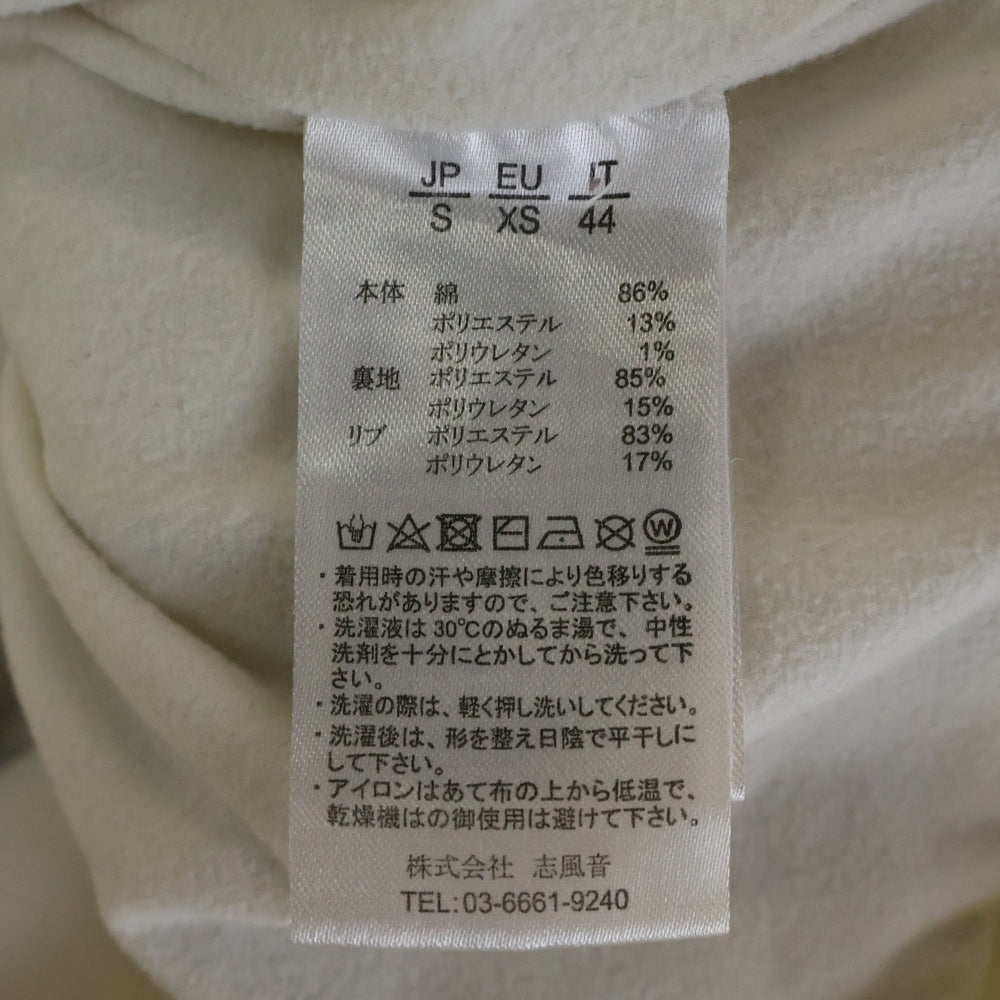 JP EU IT
S XS 44
本体 綿 86%
ポリエステル 13%
ポリウレタン 1%
裏地 ポリエステル 85%
ポリウレタン 15%
リブ ポリエステル 83%
ポリウレタン 17%
W
・着用時の汗や摩擦により色移りする
恐れがありますので、ご注意下さい。
・洗濯液は30℃のぬるま湯で、中性
洗剤を十分にとかしてから洗って下
さい。
・洗濯の際は、軽く押し洗いしてください。
・洗濯後は、形を整え日陰で平干しに
して下さい。
・アイロンはあて布の上から低温で、
乾燥機はの御使用は避けて下さい。
株式会社 志風音
TEL:03-6661-9240